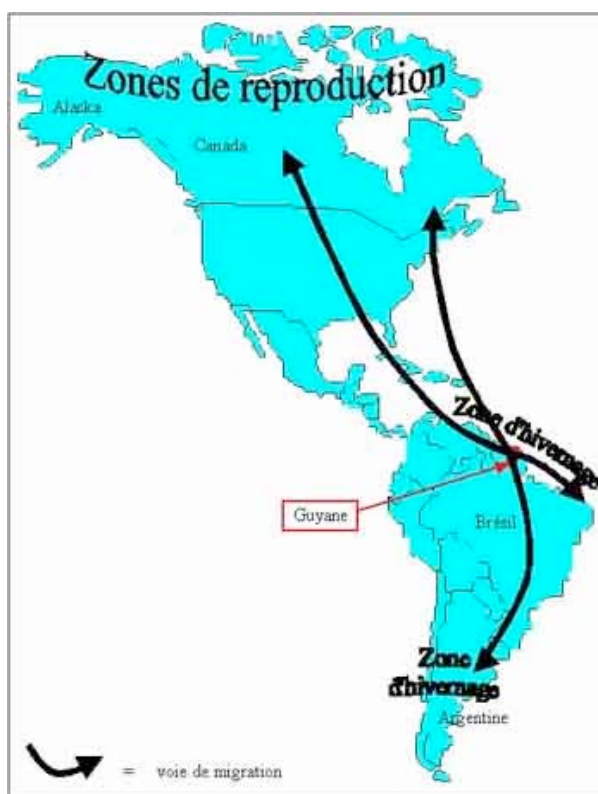 Zones de reproduction
Alaska
Canada
Zone d'hivernage
Guyane
Brésil
Zone
d'hivernage
Argentine
= voie de migration